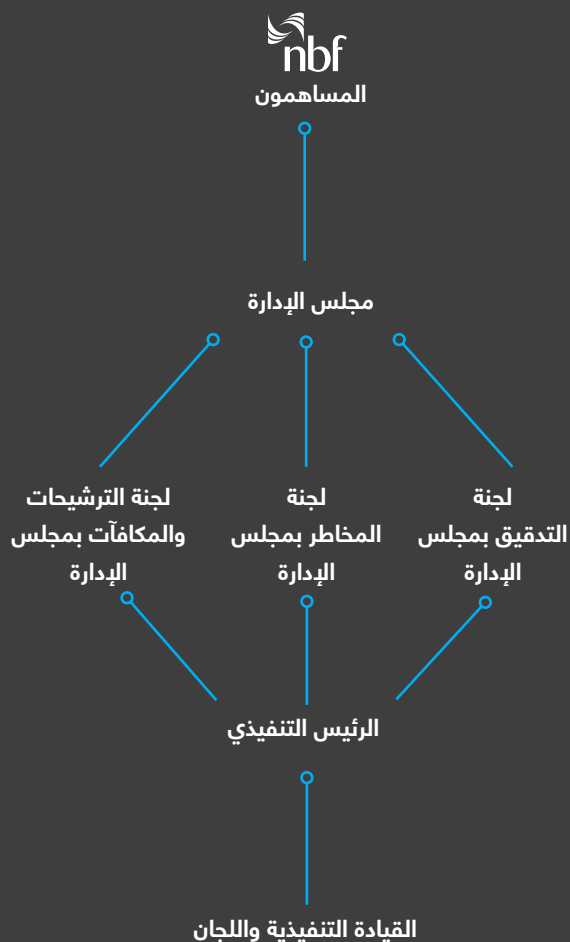 nbf
المساهمون
مجلس الإدارة
لجنة
التدقيق بمجلس
الإدارة
لجنة
المخاطر بمجلس
الإدارة
لجنة الترشيحات
والمكافآت بمجلس
الإدارة
الرئيس التنفيذي
القيادة التنفيذية واللجان